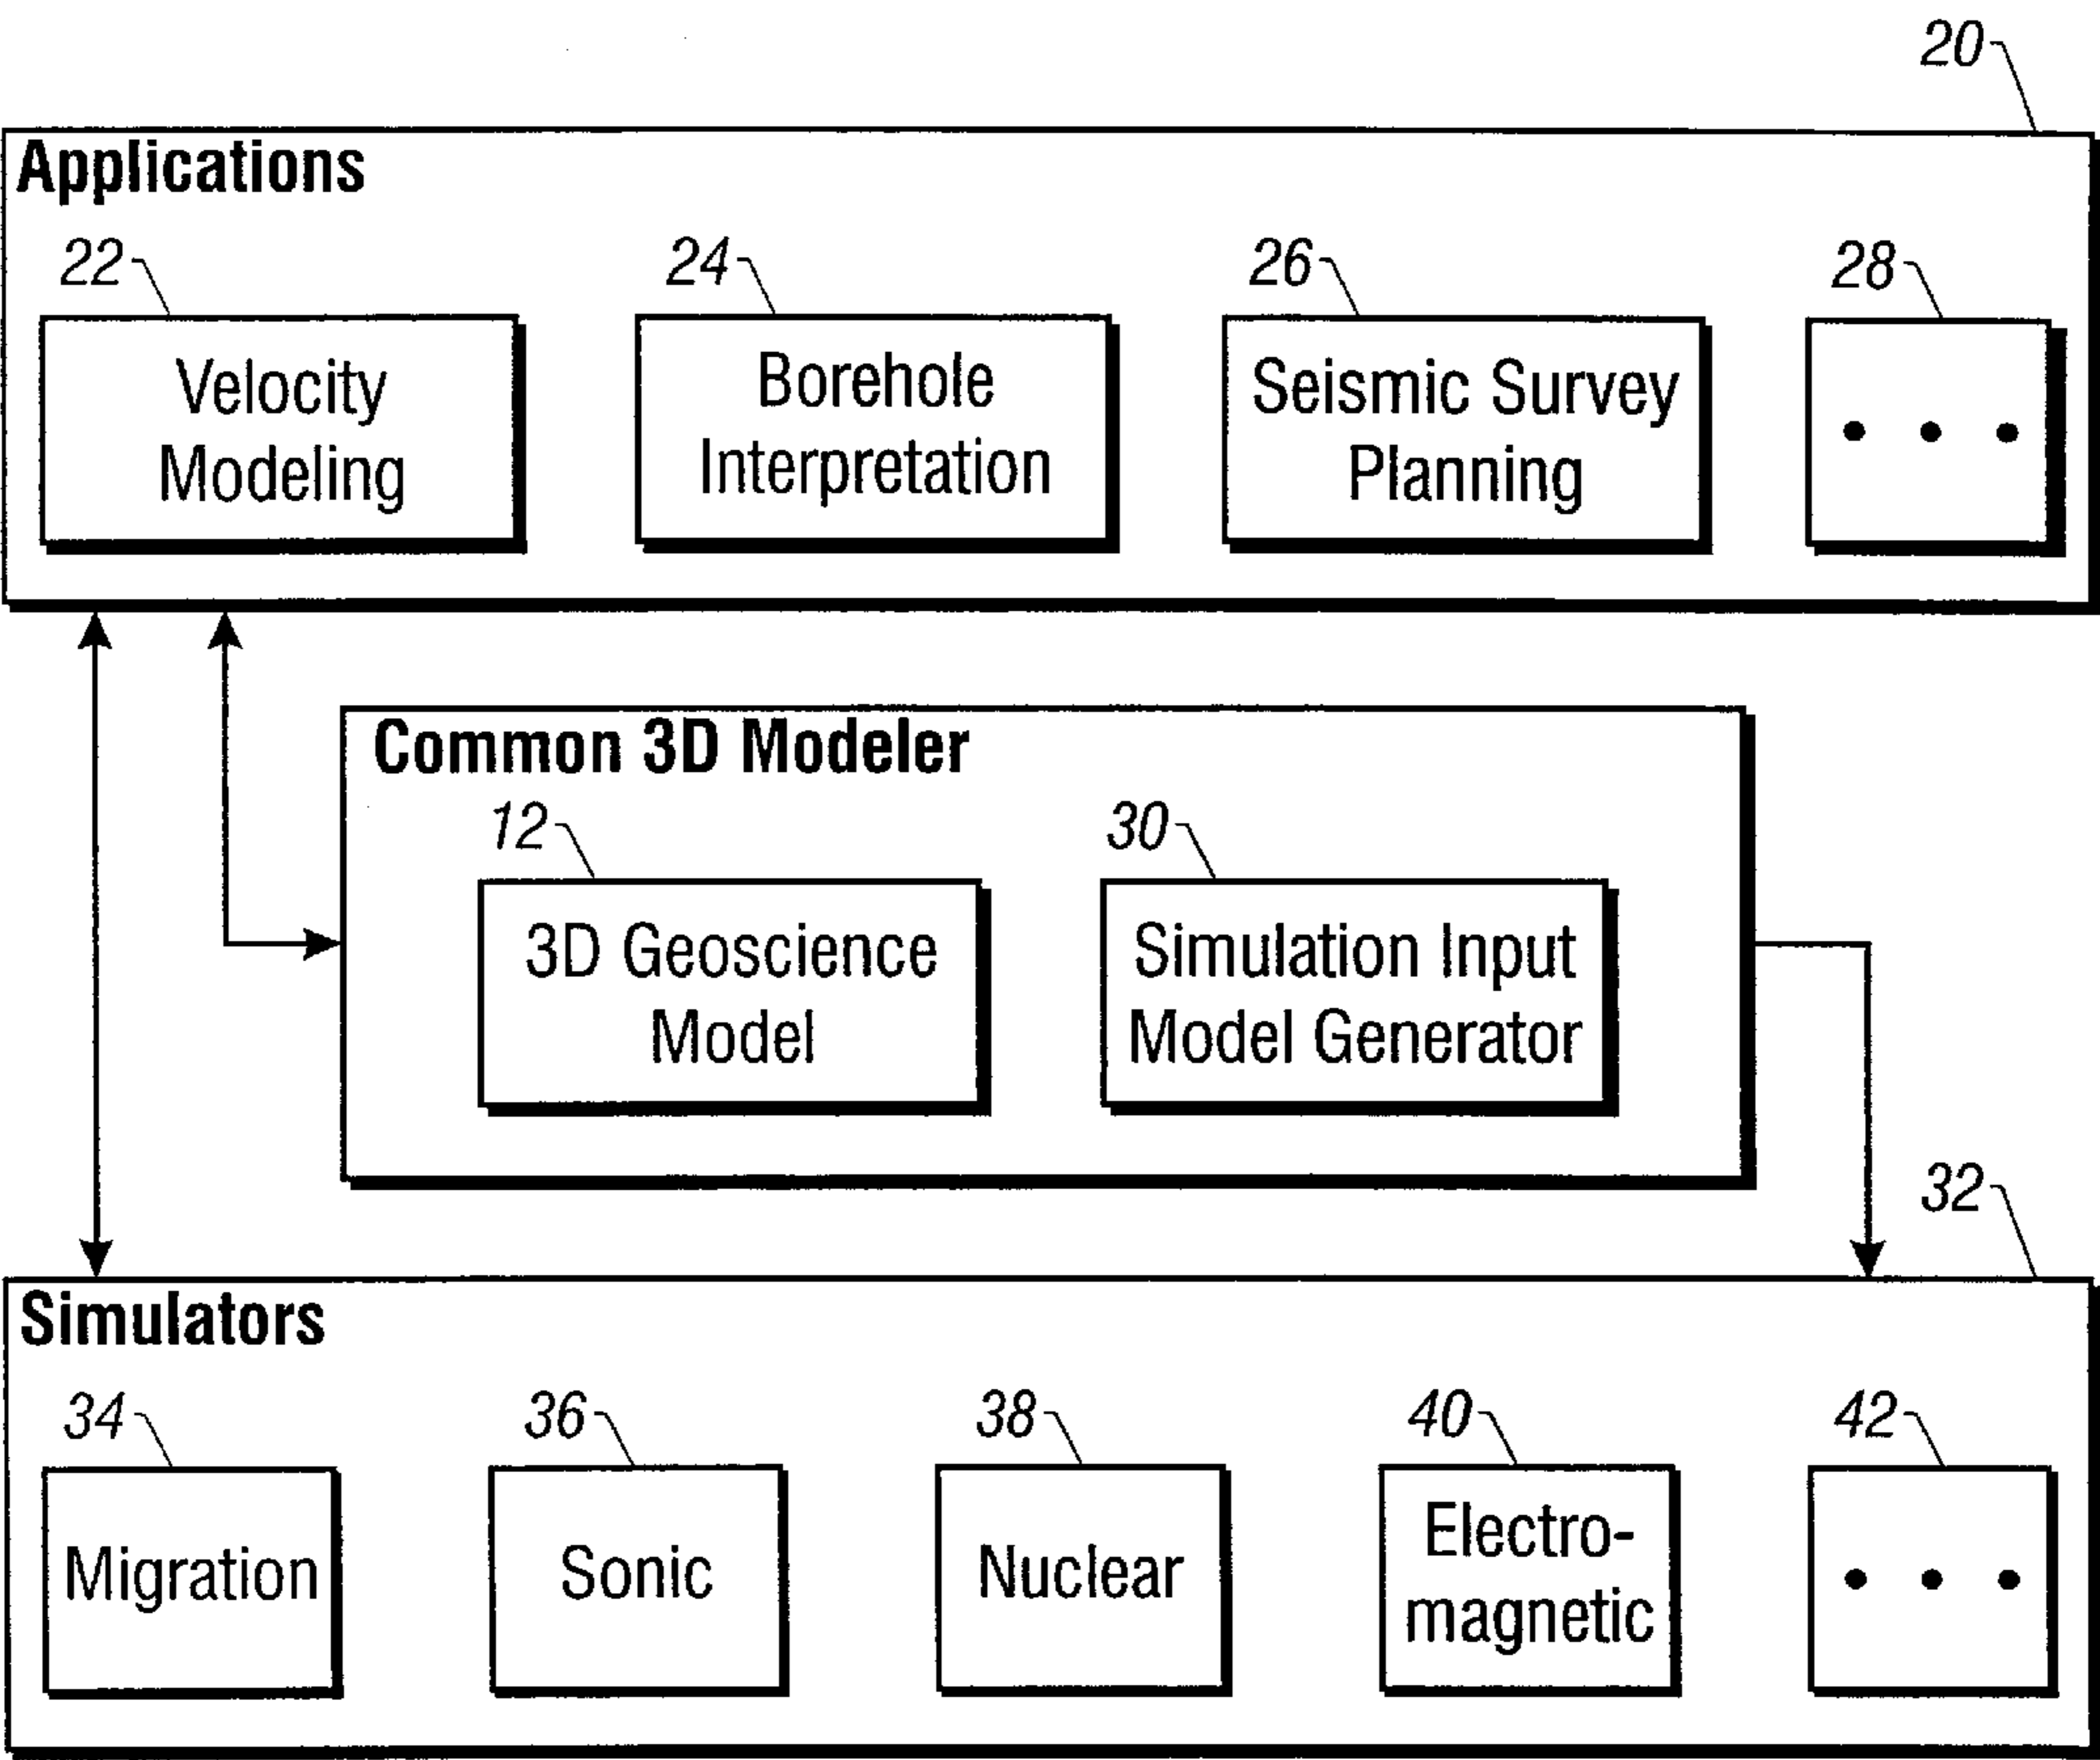 20
Applications
22
24
26
28
Velocity
Modeling
Borehole
Interpretation
Seismic Survey
Planning
• • •
Common 3D Modeler
12
30
3D Geoscience
Model
Simulation Input
Model Generator
32
Simulators
34
36
38
40
42
Migration
Sonic
Nuclear
Electro-
magnetic
• • •